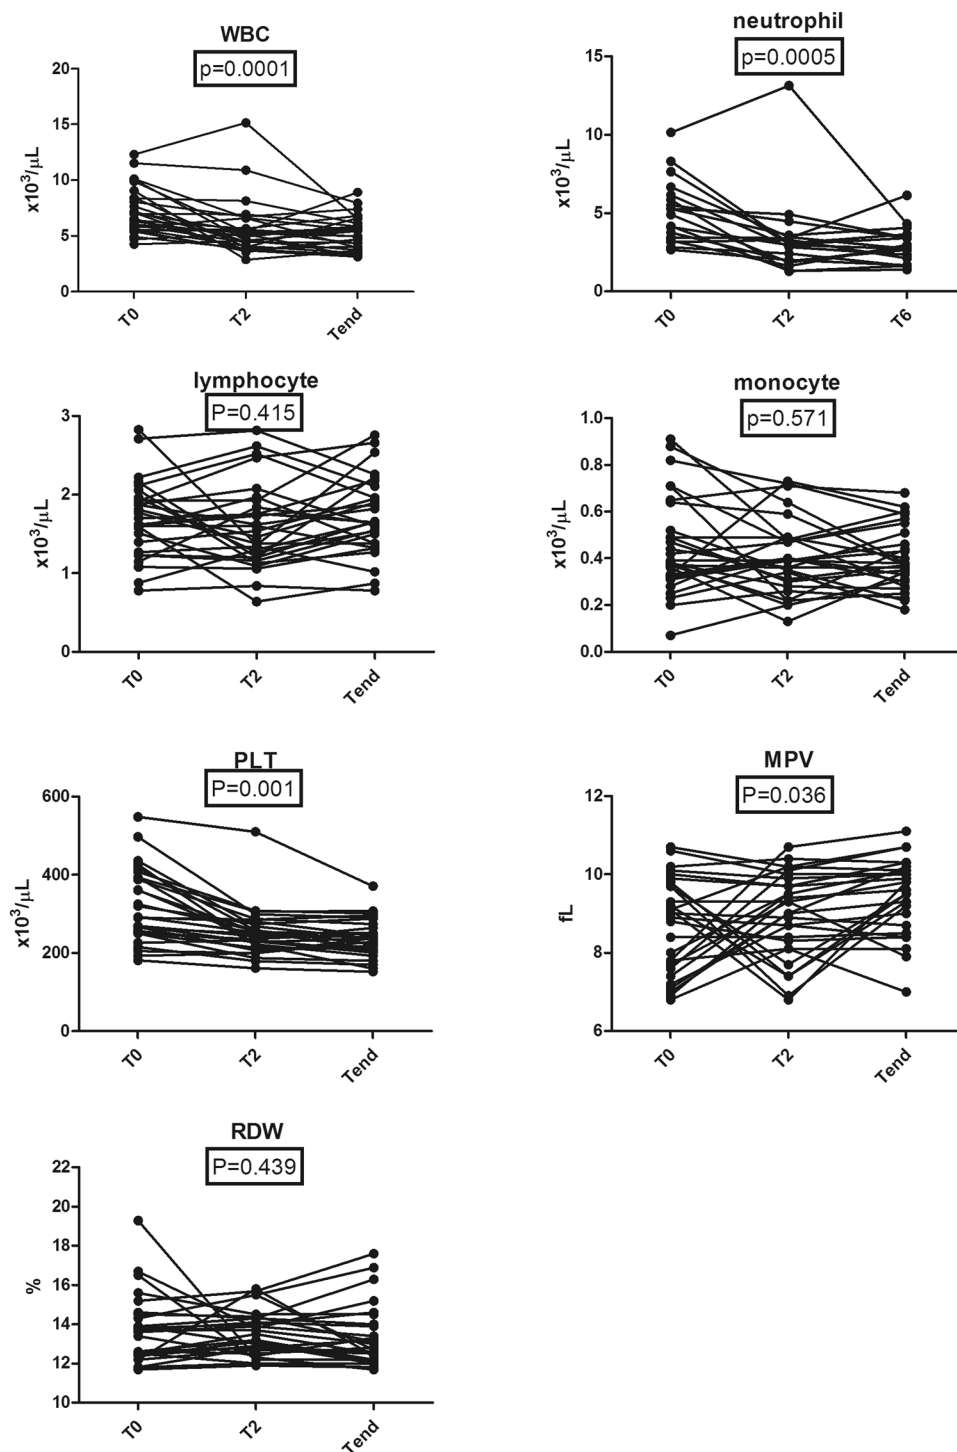 WBC
p=0.0001
20
15
10
5
0
x10³/µL
T0 T2 Tend
neutrophil
p=0.0005
15
10
5
0
x10³/µL
T0 T2 T6
lymphocyte
P=0.415
3
2
1
0
x10³/µL
T0 T2 Tend
monocyte
p=0.571
1.0
0.8
0.6
0.4
0.2
0.0
x10³/µL
T0 T2 Tend
PLT
P=0.001
600
400
200
0
x10³/µL
T0 T2 Tend
MPV
P=0.036
12
10
8
6
fL
T0 T2 Tend
RDW
P=0.439
22
20
18
16
14
12
10
%
T0 T2 Tend